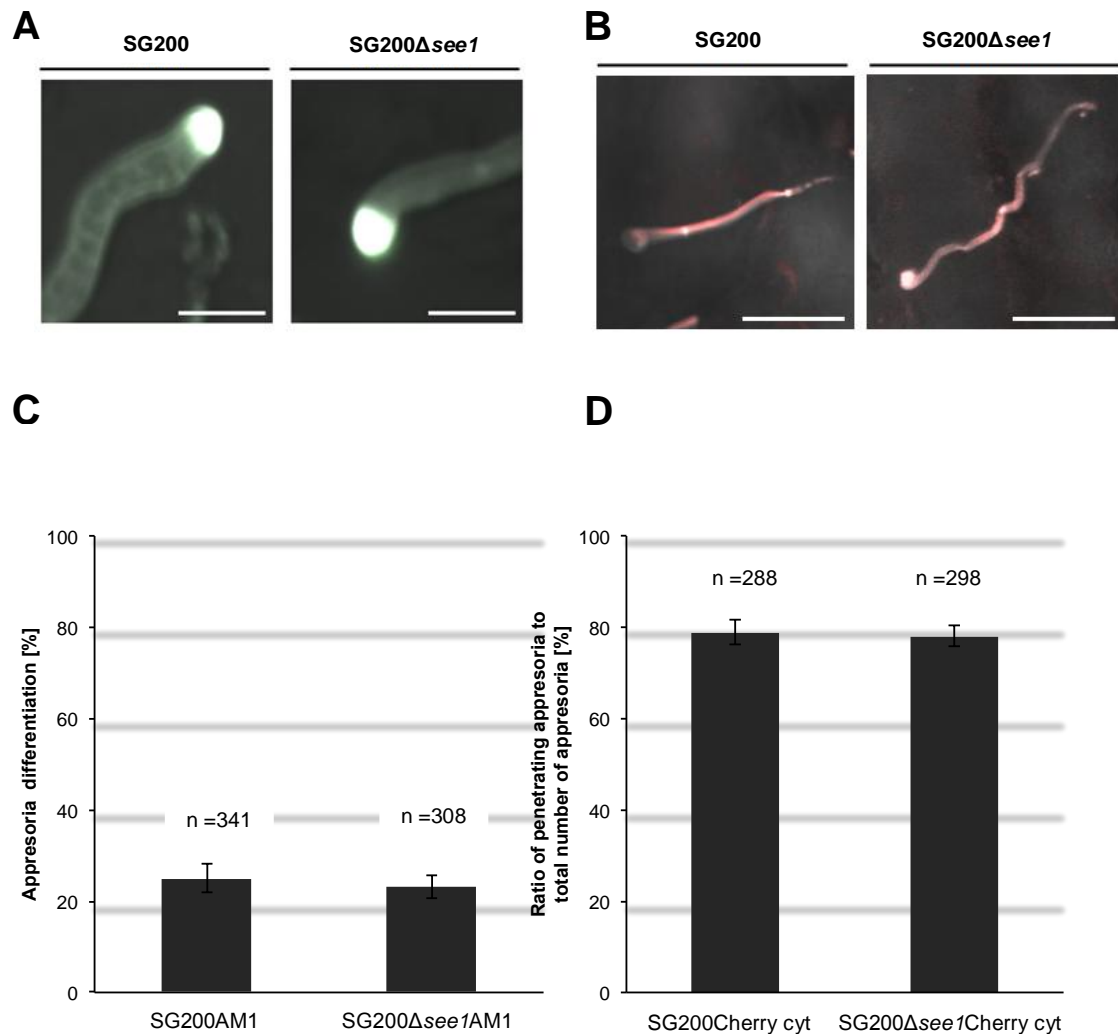 A
SG200
SG200Δsee1
B
SG200
SG200Δsee1
C
Appresoria differentiation [%]
100
80
60
40
20
0
n =341
n =308
SG200AM1
SG200Δsee1AM1
D
Ratio of penetrating appresoria to
total number of appresoria [%]
100
80
60
40
20
0
n =288
n =298
SG200Cherry cyt
SG200Δsee1Cherry cyt